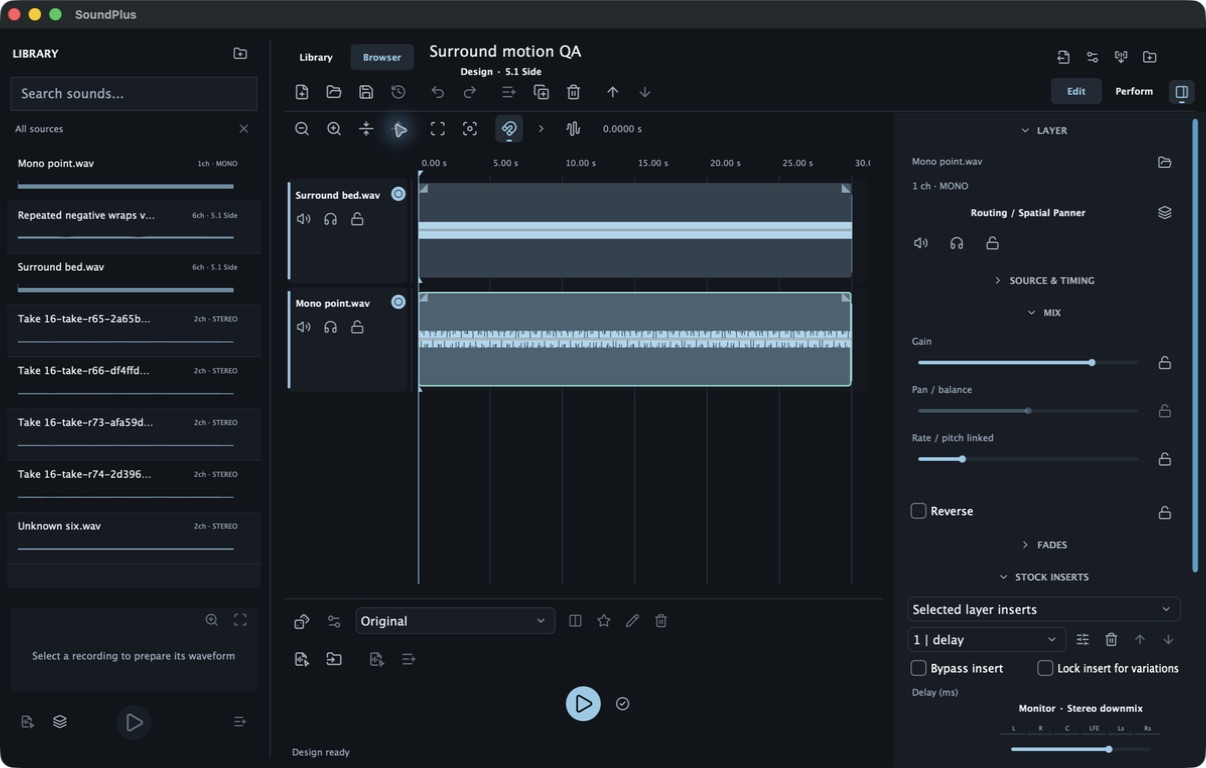 SoundPlus
LIBRARY
Search sounds...
All sources
Mono point.wav 1ch · MONO
Repeated negative wraps v... 6ch · 5.1 Side
Surround bed.wav 6ch · 5.1 Side
Take 16-take-r65-2a65b... 2ch · STEREO
Take 16-take-r66-df4ffd... 2ch · STEREO
Take 16-take-r73-afa59d... 2ch · STEREO
Take 16-take-r74-2d396... 2ch · STEREO
Unknown six.wav 2ch · STEREO
Select a recording to prepare its waveform
Library Browser Surround motion QA
Design · 5.1 Side
Edit Perform
0.0000 s
0.00 s 5.00 s 10.00 s 15.00 s 20.00 s 25.00 s 30.(
Surround bed.wav
Mono point.wav
Original
Design ready
LAYER
Mono point.wav
1 ch · MONO
Routing / Spatial Panner
SOURCE & TIMING
MIX
Gain
Pan / balance
Rate / pitch linked
Reverse
FADES
STOCK INSERTS
Selected layer inserts
1 | delay
Bypass insert Lock insert for variations
Delay (ms)
Monitor · Stereo downmix
L R C LFE Ls Rs